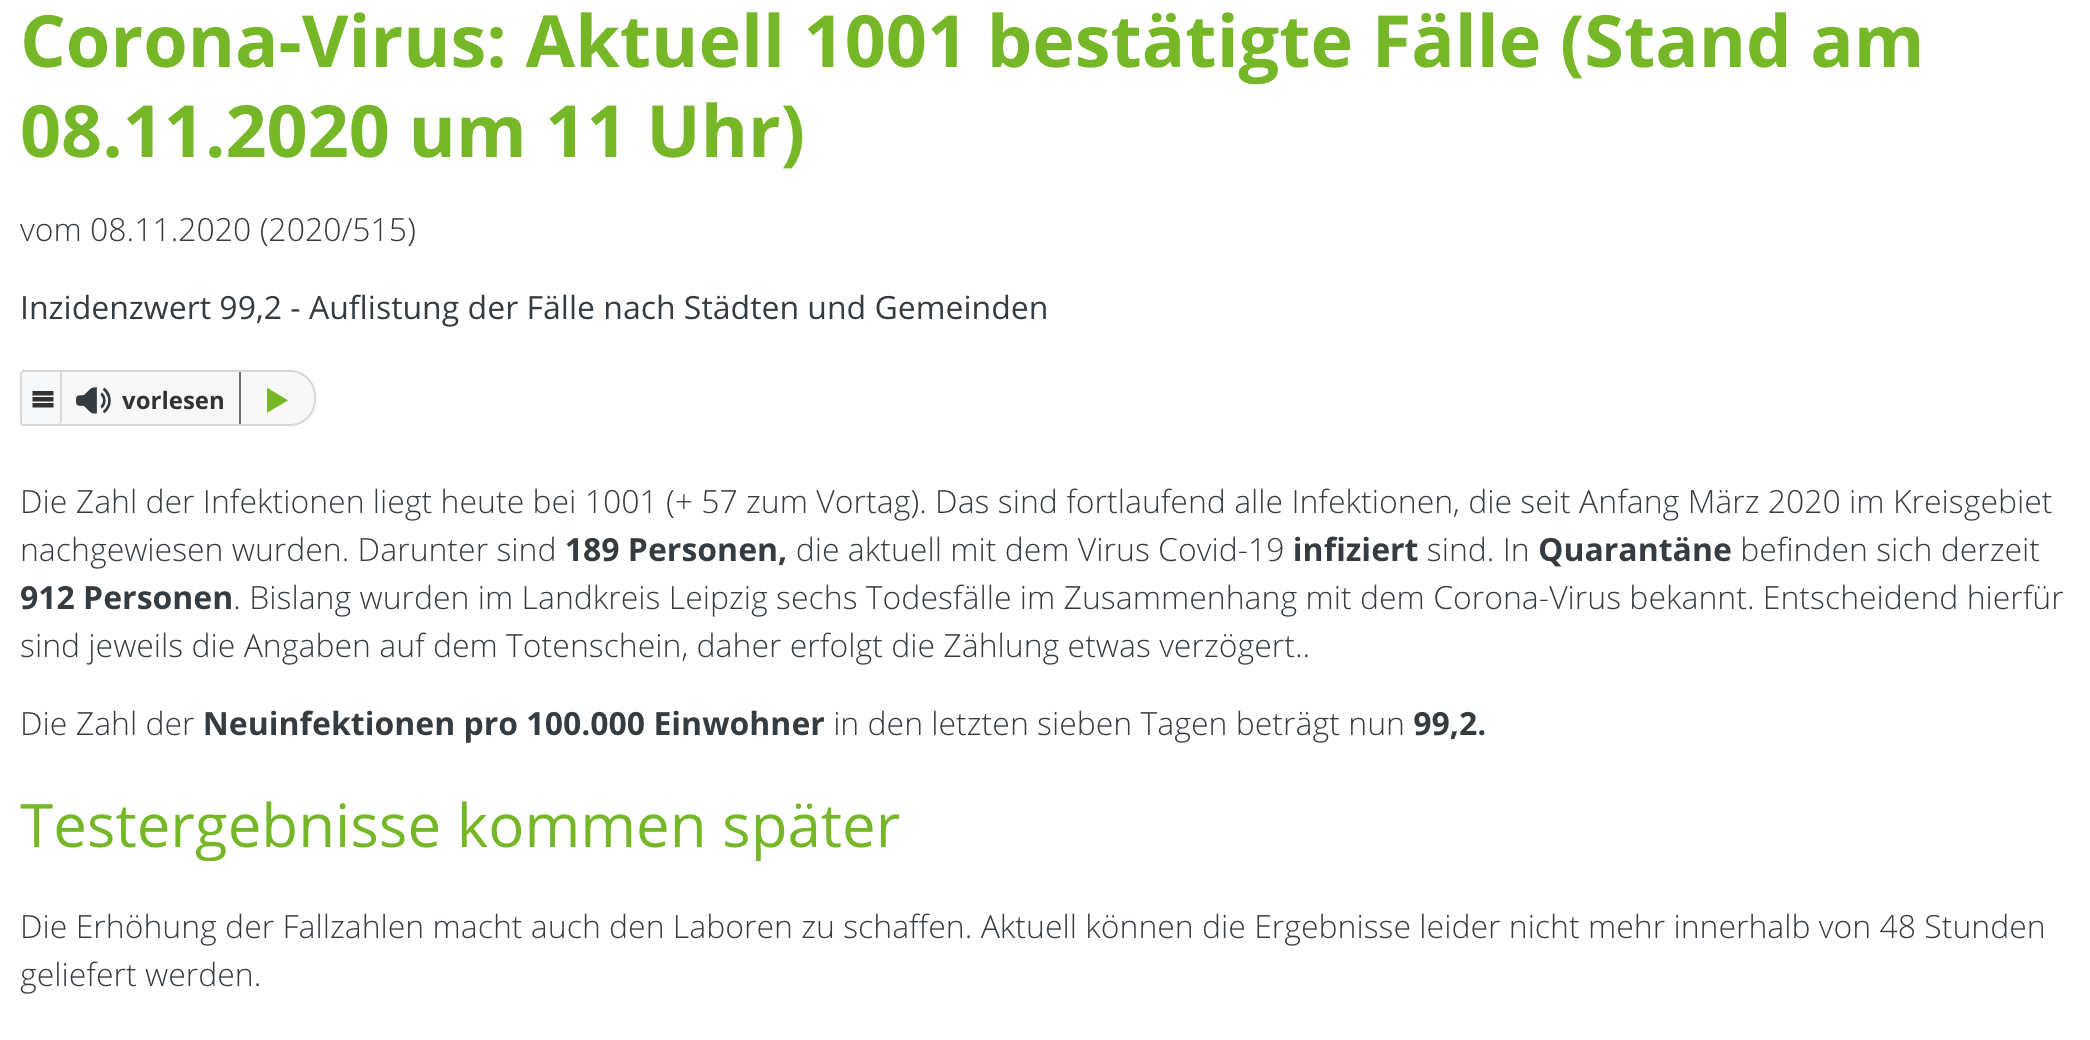 Corona-Virus: Aktuell 1001 bestätigte Fälle (Stand am
08.11.2020 um 11 Uhr)
vom 08.11.2020 (2020/515)
Inzidenzwert 99,2 - Auflistung der Fälle nach Städten und Gemeinden
vorlesen
Die Zahl der Infektionen liegt heute bei 1001 (+ 57 zum Vortag). Das sind fortlaufend alle Infektionen, die seit Anfang März 2020 im Kreisgebiet
nachgewiesen wurden. Darunter sind 189 Personen, die aktuell mit dem Virus Covid-19 infiziert sind. In Quarantäne befinden sich derzeit
912 Personen. Bislang wurden im Landkreis Leipzig sechs Todesfälle im Zusammenhang mit dem Corona-Virus bekannt. Entscheidend hierfür
sind jeweils die Angaben auf dem Totenschein, daher erfolgt die Zählung etwas verzögert..
Die Zahl der Neuinfektionen pro 100.000 Einwohner in den letzten sieben Tagen beträgt nun 99,2.
Testergebnisse kommen später
Die Erhöhung der Fallzahlen macht auch den Laboren zu schaffen. Aktuell können die Ergebnisse leider nicht mehr innerhalb von 48 Stunden
geliefert werden.